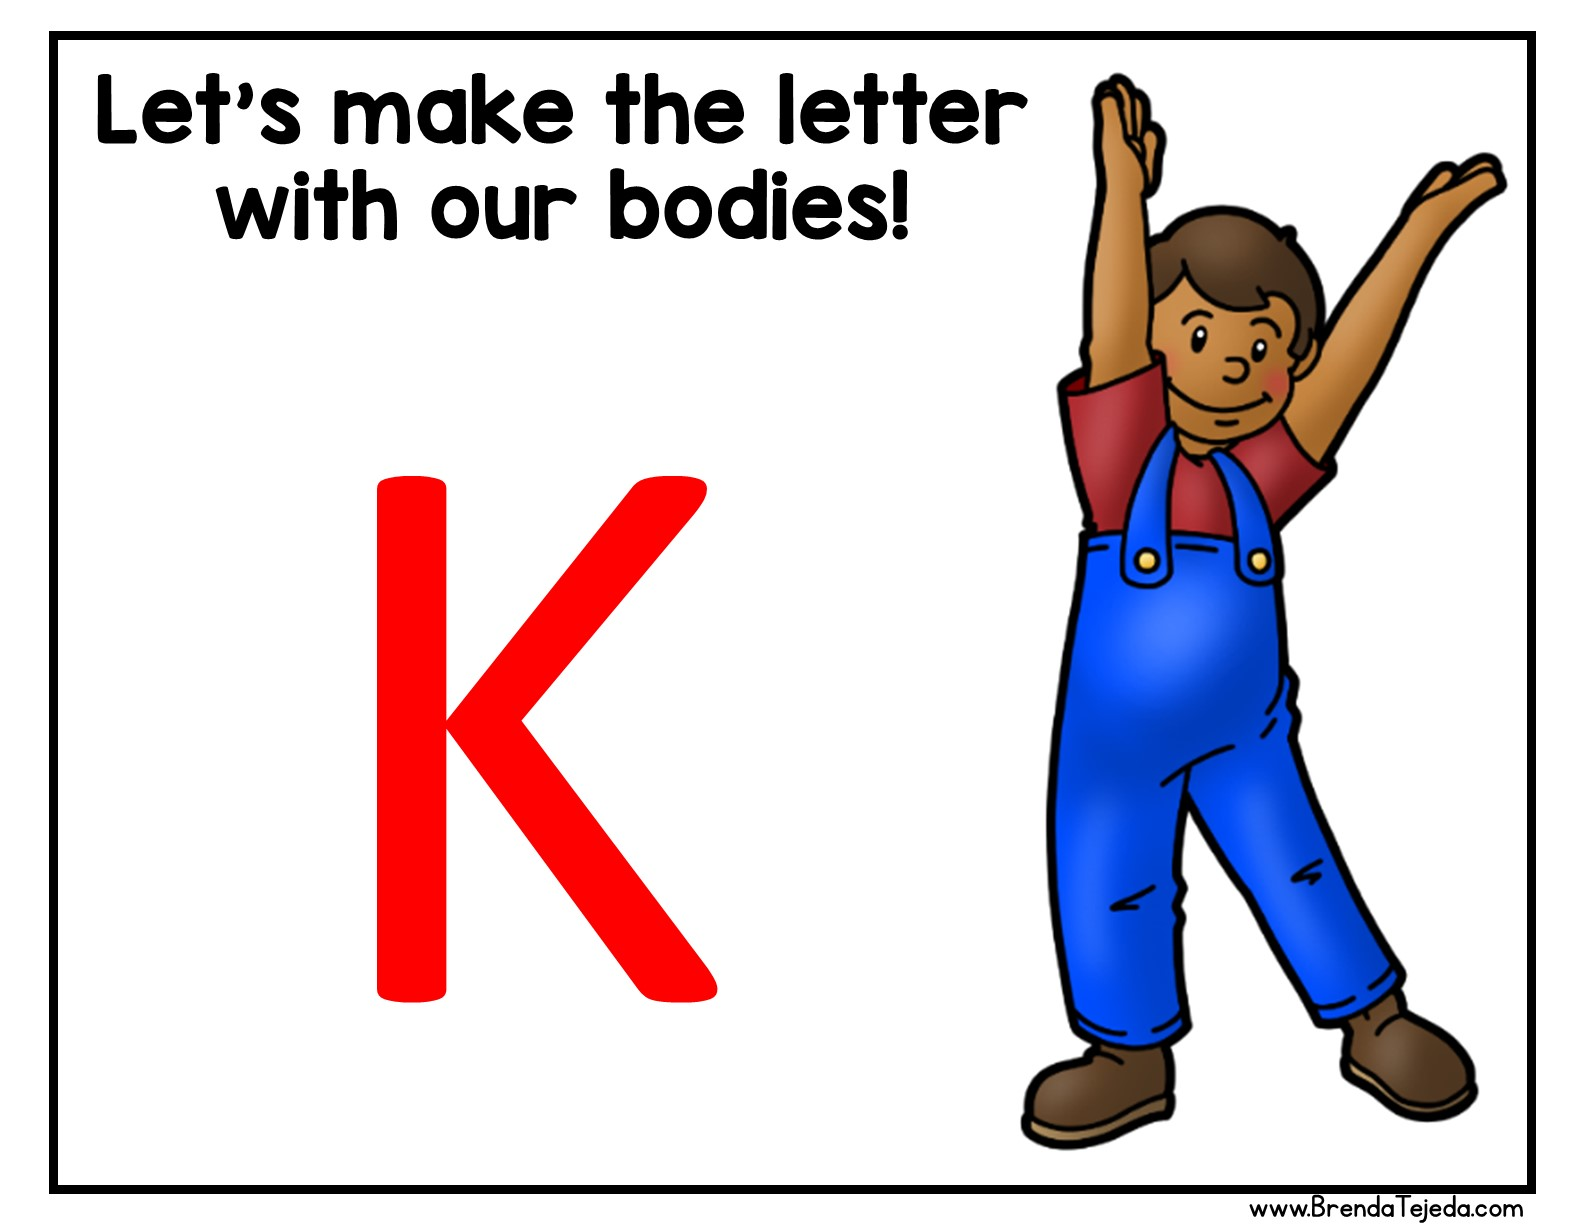 Let's make the letter
with our bodies!
K
www.BrendaTejeda.com